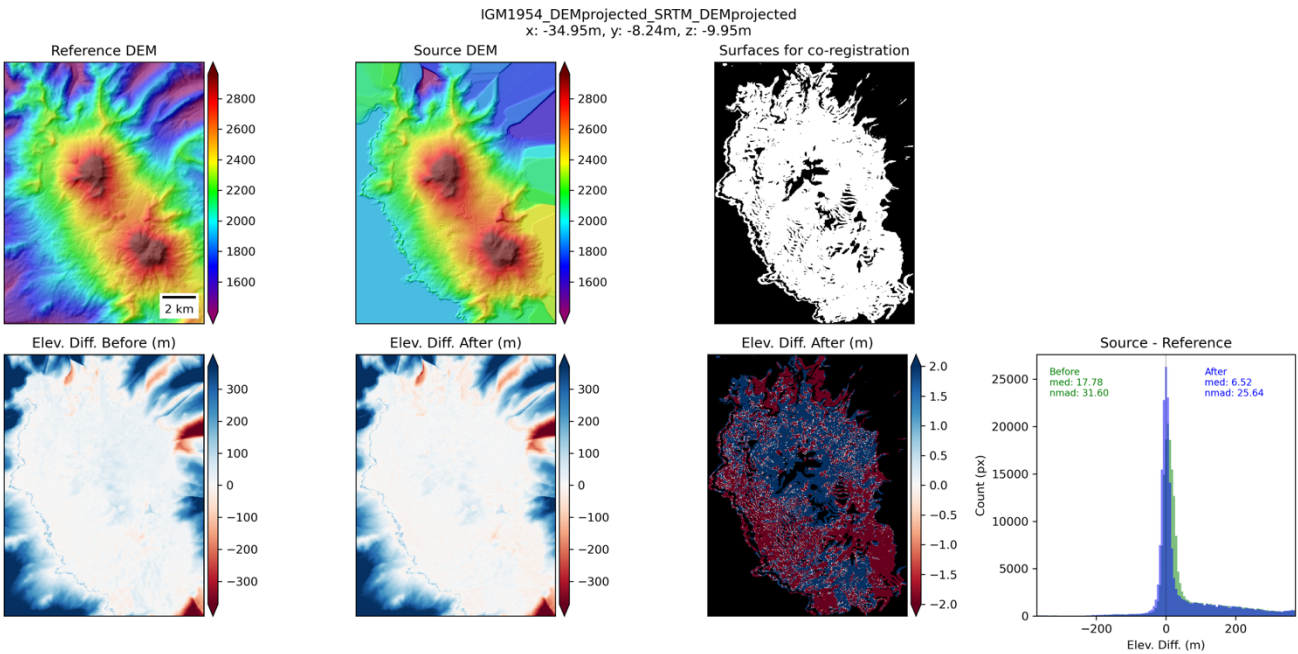 IGM1954_DEMprojected_SRTM_DEMprojected
x: -34.95m, y: -8.24m, z: -9.95m
Reference DEM
2800
2600
2400
2200
2000
1800
1600
2 km
Source DEM
2800
2600
2400
2200
2000
1800
1600
Surfaces for co-registration
Elev. Diff. Before (m)
300
200
100
0
−100
−200
−300
Elev. Diff. After (m)
300
200
100
0
−100
−200
−300
Elev. Diff. After (m)
2.0
1.5
1.0
0.5
0.0
−0.5
−1.0
−1.5
−2.0
Source - Reference
Before
med: 17.78
nmad: 31.60
After
med: 6.52
nmad: 25.64
Count (px)
25000
20000
15000
10000
5000
0
−200
0
200
Elev. Diff. (m)